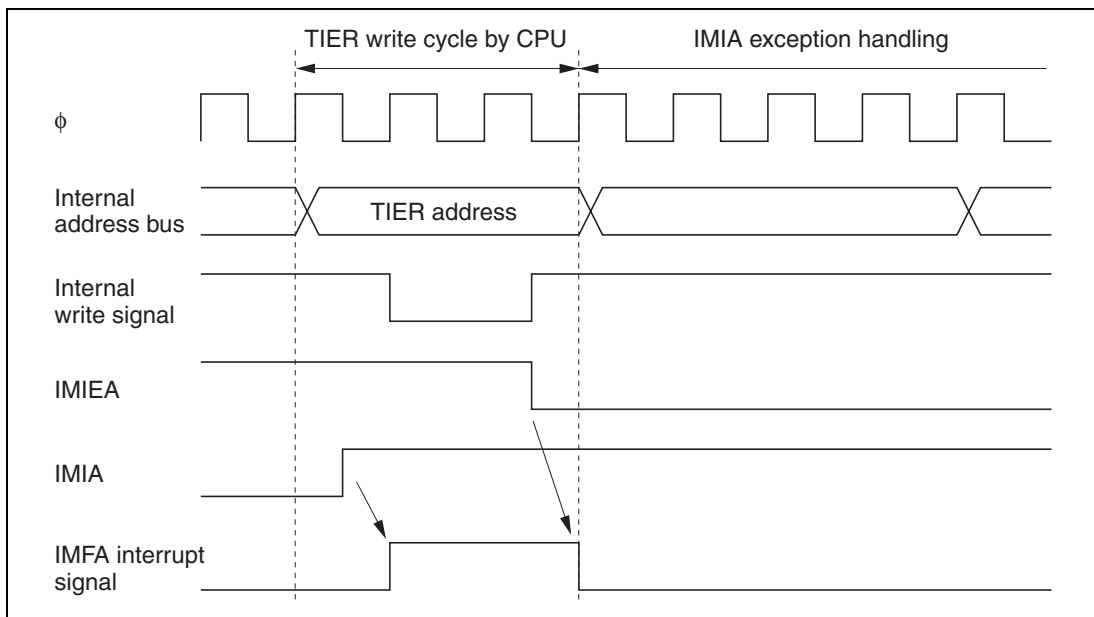 TIER write cycle by CPU
IMIA exception handling
ϕ
Internal
address bus
TIER address
Internal
write signal
IMIEA
IMIA
IMFA interrupt
signal